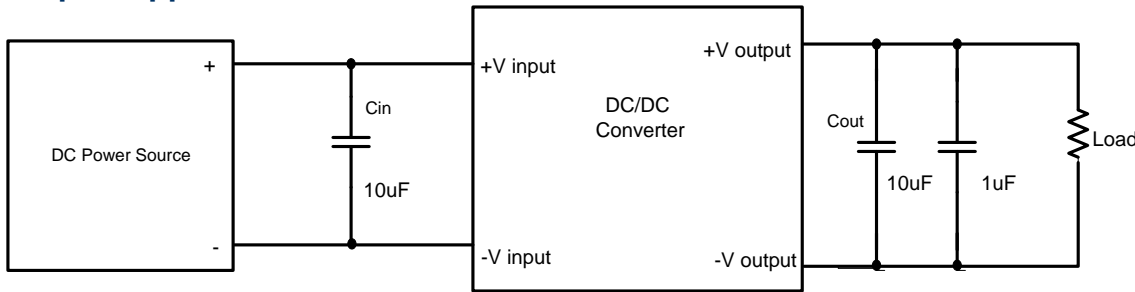 +
-
DC Power Source
Cin
10uF
+V input
-V input
DC/DC
Converter
+V output
-V output
Cout
10uF
1uF
Load